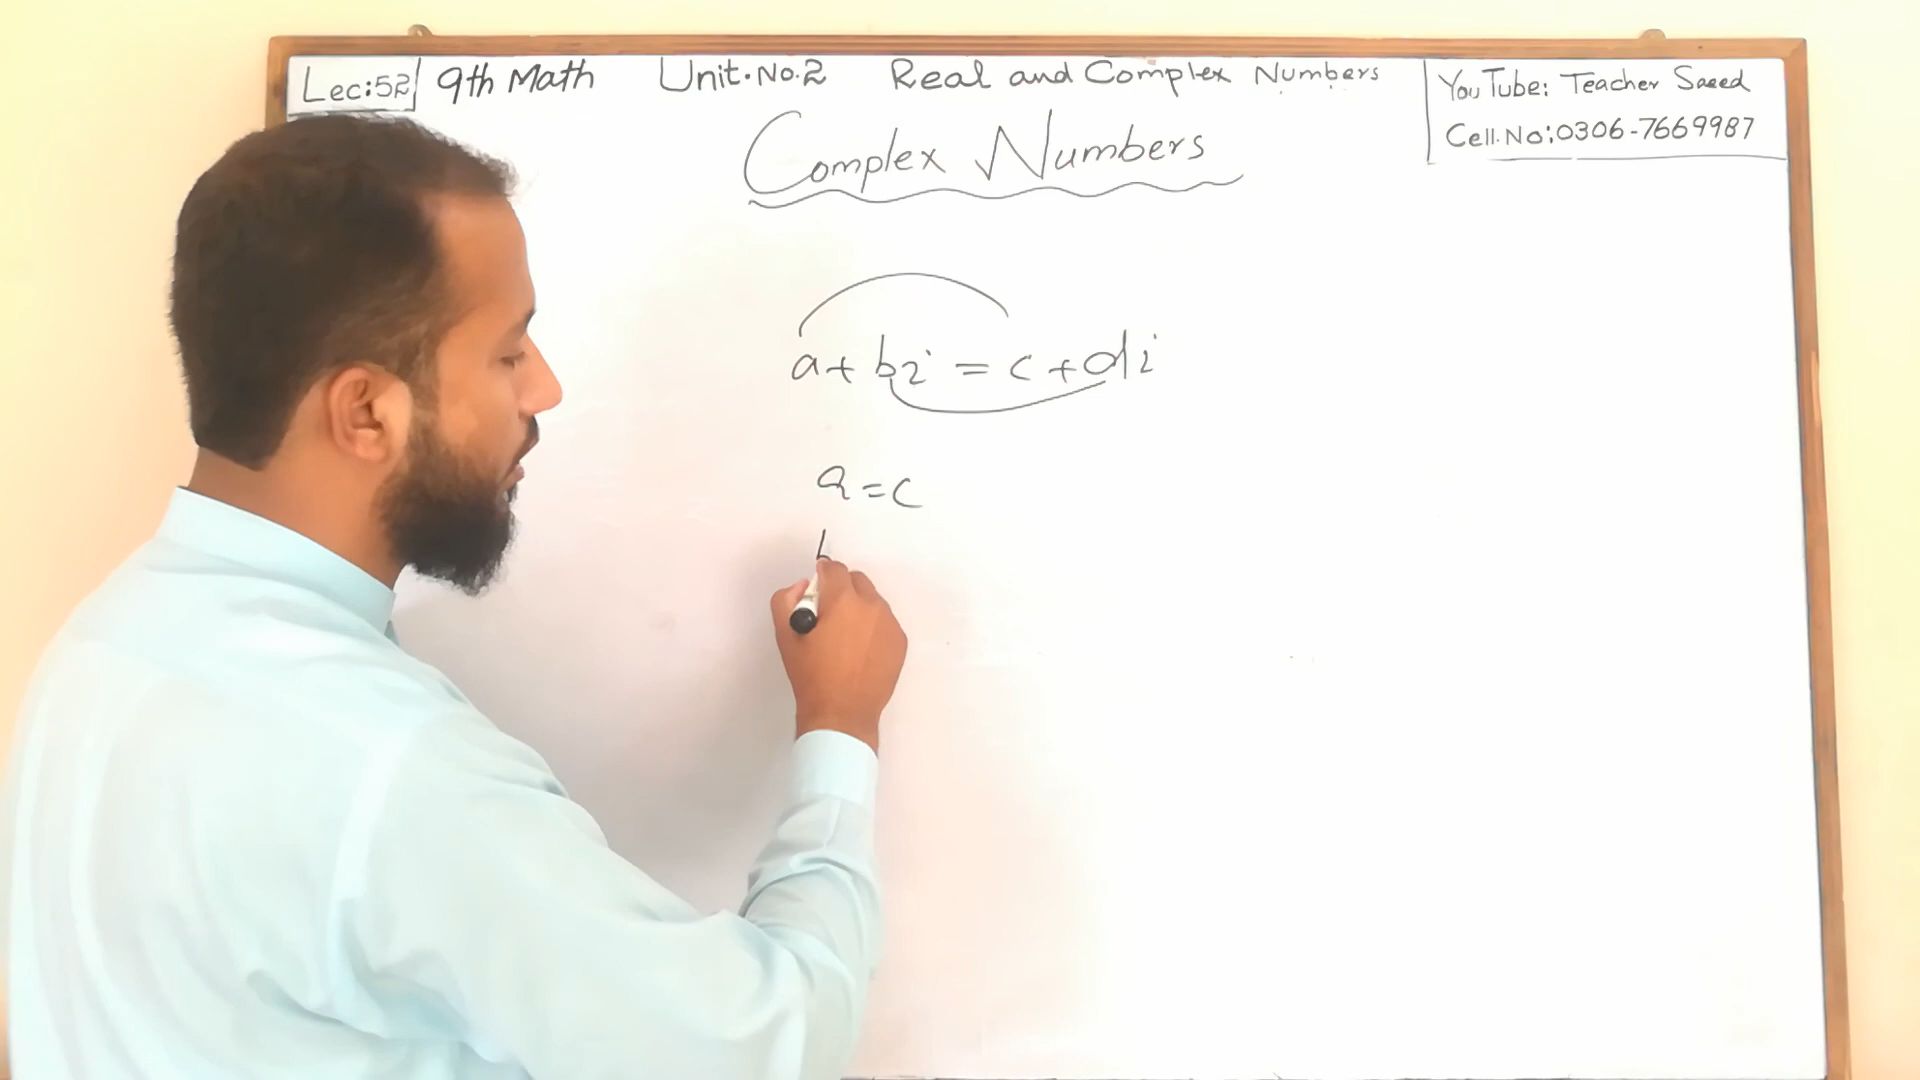 Lec:52 9th Math Unit.No.2 Real and Complex Numbers
YouTube: Teacher Saeed
Cell.No:0306-7669987
Complex Numbers
a+bi=c+di
a=c
b